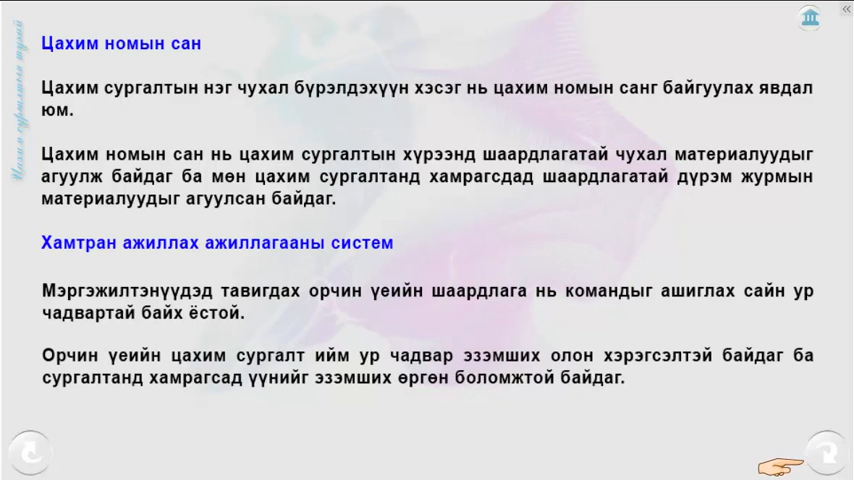 Цахим сургалтын тухай
Цахим номын сан
Цахим сургалтын нэг чухал бүрэлдэхүүн хэсэг нь цахим номын санг байгуулах явдал
юм.
Цахим номын сан нь цахим сургалтын хүрээнд шаардлагатай чухал материалуудыг
агуулж байдаг ба мөн цахим сургалтанд хамрагсдад шаардлагатай дүрэм журмын
материалуудыг агуулсан байдаг.
Хамтран ажиллах ажиллагааны систем
Мэргэжилтэнүүдэд тавигдах орчин үеийн шаардлага нь командыг ашиглах сайн ур
чадвартай байх ёстой.
Орчин үеийн цахим сургалт ийм ур чадвар эзэмших олон хэрэгсэлтэй байдаг ба
сургалтанд хамрагсад үүнийг эзэмших өргөн боломжтой байдаг.